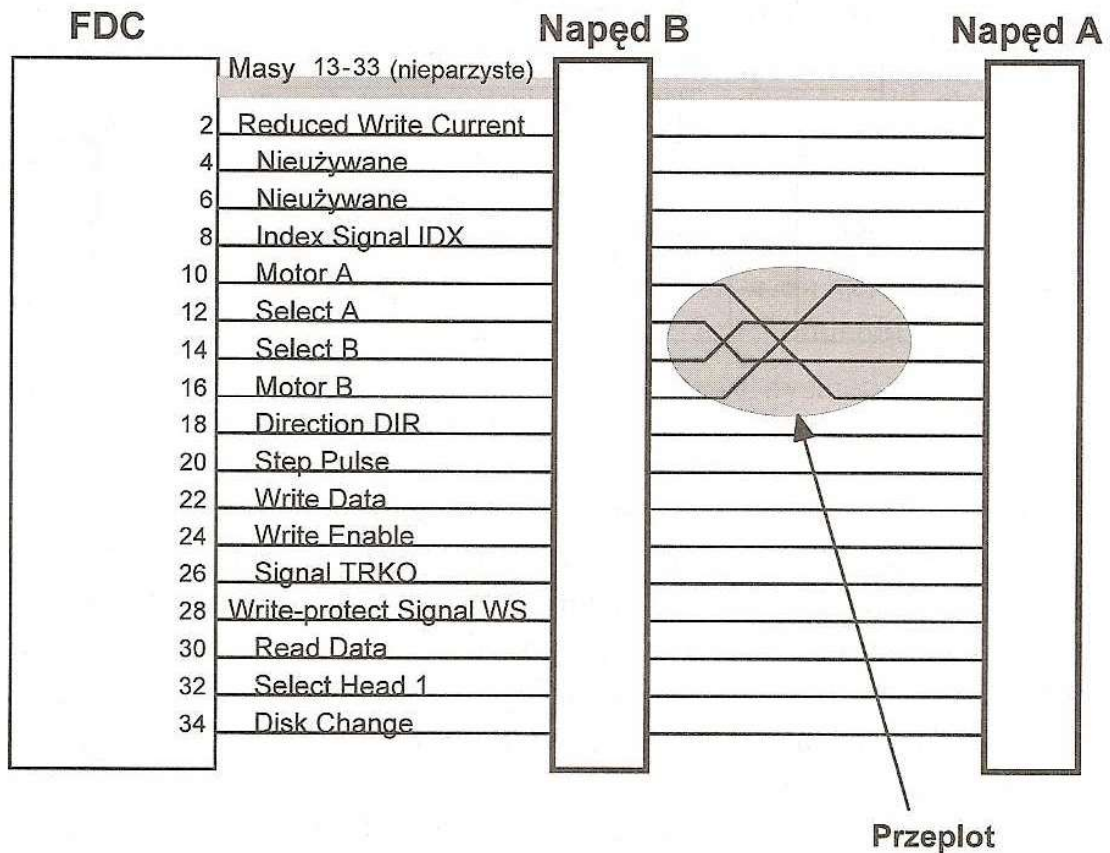 FDC
Napęd B
Napęd A
Masy 13-33 (nieparzyste)
2 Reduced Write Current
4 Nieużywane
6 Nieużywane
8 Index Signal IDX
10 Motor A
12 Select A
14 Select B
16 Motor B
18 Direction DIR
20 Step Pulse
22 Write Data
24 Write Enable
26 Signal TRKO
28 Write-protect Signal WS
30 Read Data
32 Select Head 1
34 Disk Change
Przeplot